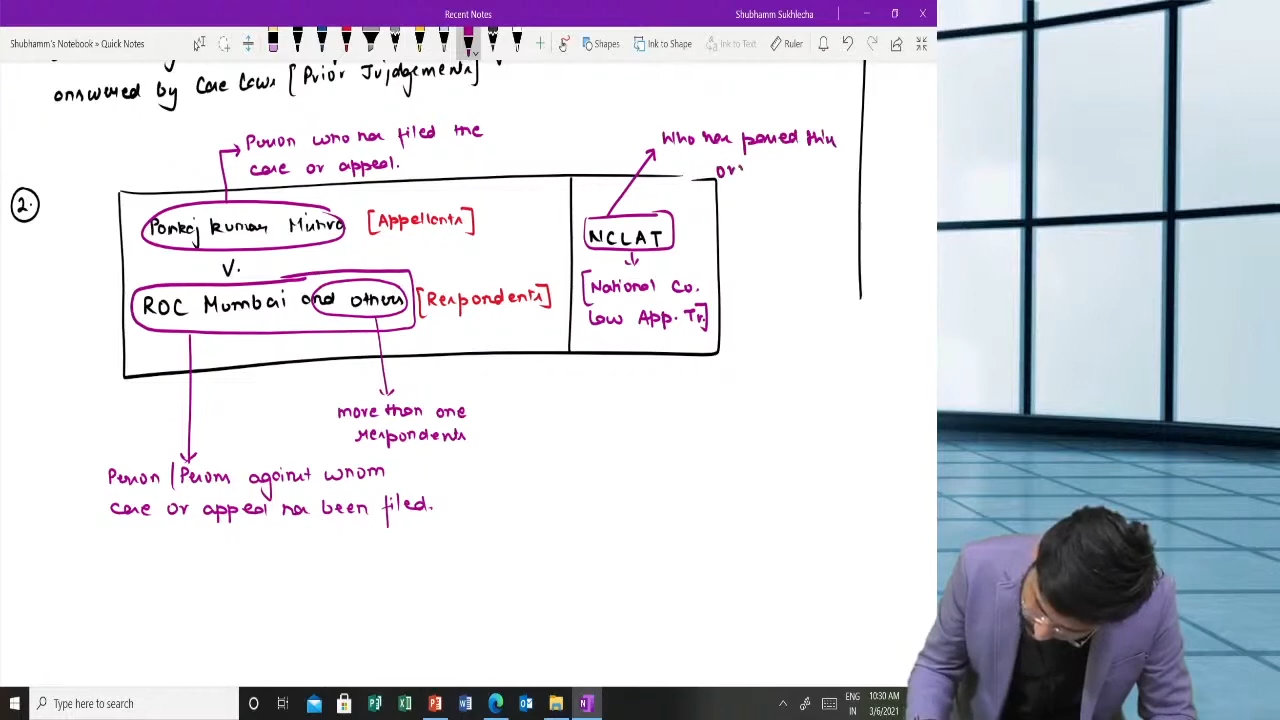 Recent Notes
Shubhamm Sukhlecha
Shubhamm's Notebook » Quick Notes
Shapes
Ink to Shape
Ink to Text
Ruler
answered by Case Laws [Prior Judgements]
Person who has filed the
case or appeal.
Who has passed this
or
2.
Pankaj Kumar Mishra
[Appellants]
NCLAT
V.
ROC Mumbai and others
[Respondents]
[National Co.
Law App. Tr.]
more than one
respondents
Person / Persons against whom
case or appeal has been filed.
Type here to search
ENG
IN
10:30 AM
3/6/2021